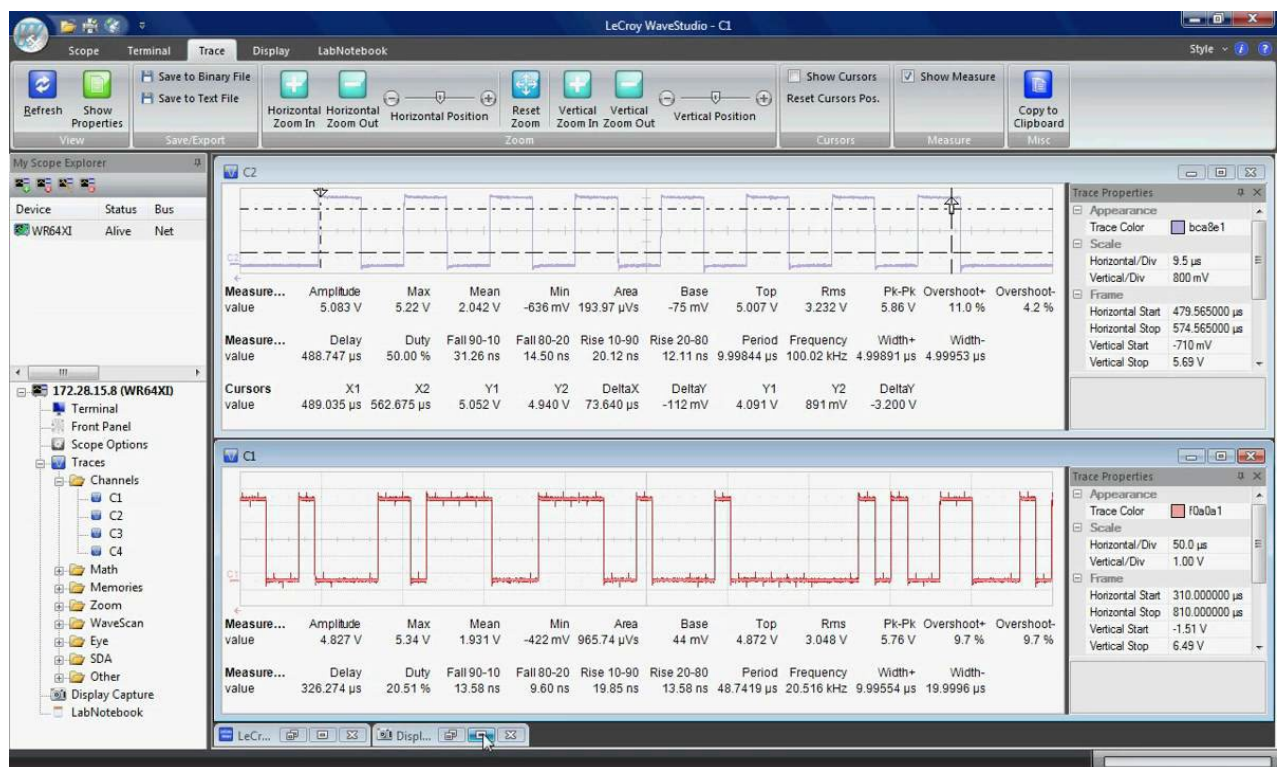 LeCroy WaveStudio - C1
Scope Terminal Trace Display LabNotebook Style
Refresh
Show Properties
View
Save to Binary File
Save to Text File
Save/Export
Horizontal Zoom In
Horizontal Zoom Out
Horizontal Position
Reset Zoom
Vertical Zoom In
Vertical Zoom Out
Vertical Position
Zoom
Show Cursors
Reset Cursors Pos.
Cursors
Show Measure
Measure
Copy to Clipboard
Misc
My Scope Explorer
Device Status Bus
WR64XI Alive Net
172.28.15.8 (WR64XI)
Terminal
Front Panel
Scope Options
Traces
Channels
C1
C2
C3
C4
Math
Memories
Zoom
WaveScan
Eye
SDA
Other
Display Capture
LabNotebook
C2
C2
Measure... Amplitude Max Mean Min Area Base Top Rms Pk-Pk Overshoot+ Overshoot-
value 5.083 V 5.22 V 2.042 V -636 mV 193.97 µVs -75 mV 5.007 V 3.232 V 5.86 V 11.0 % 4.2 %
Measure... Delay Duty Fall 90-10 Fall 80-20 Rise 10-90 Rise 20-80 Period Frequency Width+ Width-
value 488.747 µs 50.00 % 31.26 ns 14.50 ns 20.12 ns 12.11 ns 9.99844 µs 100.02 kHz 4.99891 µs 4.99953 µs
Cursors X1 X2 Y1 Y2 DeltaX DeltaY Y1 Y2 DeltaY
value 489.035 µs 562.675 µs 5.052 V 4.940 V 73.640 µs -112 mV 4.091 V 891 mV -3.200 V
Trace Properties
Appearance
Trace Color bca8e1
Scale
Horizontal/Div 9.5 µs
Vertical/Div 800 mV
Frame
Horizontal Start 479.565000 µs
Horizontal Stop 574.565000 µs
Vertical Start -710 mV
Vertical Stop 5.69 V
C1
C1
Measure... Amplitude Max Mean Min Area Base Top Rms Pk-Pk Overshoot+ Overshoot-
value 4.827 V 5.34 V 1.931 V -422 mV 965.74 µVs 44 mV 4.872 V 3.048 V 5.76 V 9.7 % 9.7 %
Measure... Delay Duty Fall 90-10 Fall 80-20 Rise 10-90 Rise 20-80 Period Frequency Width+ Width-
value 326.274 µs 20.51 % 13.59 ns 9.60 ns 19.85 ns 13.58 ns 48.7419 µs 20.516 kHz 9.99554 µs 19.9996 µs
Trace Properties
Appearance
Trace Color f0a0a1
Scale
Horizontal/Div 50.0 µs
Vertical/Div 1.00 V
Frame
Horizontal Start 310.000000 µs
Horizontal Stop 810.000000 µs
Vertical Start -1.51 V
Vertical Stop 6.49 V
LeCr... Displ...